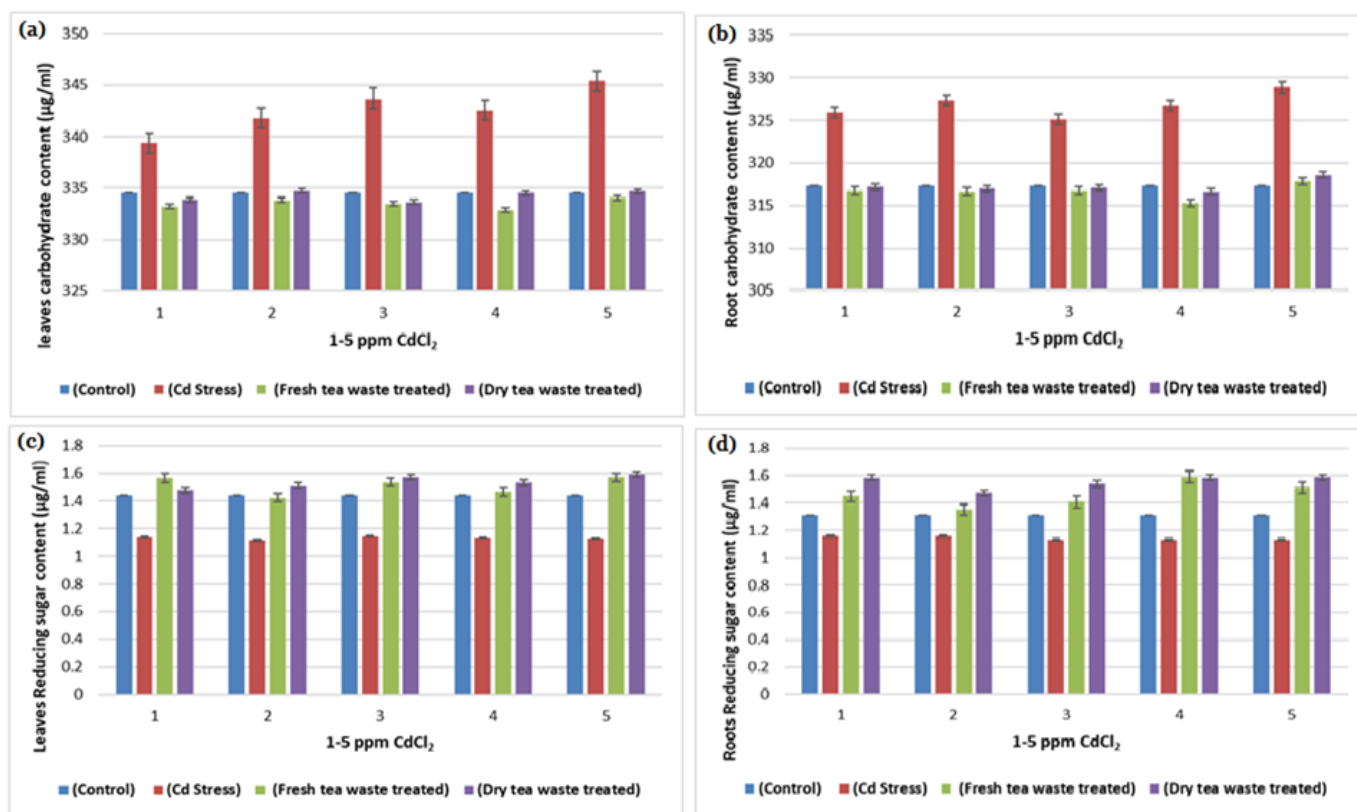 (a)
leaves carbohydrate content (µg/ml)
350
345
340
335
330
325
1 2 3 4 5
1-5 ppm CdCl₂
(Control) (Cd Stress) (Fresh tea waste treated) (Dry tea waste treated)
(b)
Root carbohydrate content (µg/ml)
335
330
325
320
315
310
305
1 2 3 4 5
1-5 ppm CdCl₂
(Control) (Cd Stress) (Fresh tea waste treated) (Dry tea waste treated)
(c)
Leaves Reducing sugar content (µg/ml)
1.8
1.6
1.4
1.2
1
0.8
0.6
0.4
0.2
0
1 2 3 4 5
1-5 ppm CdCl₂
(Control) (Cd Stress) (Fresh tea waste treated) (Dry tea waste treated)
(d)
Roots Reducing sugar content (µg/ml)
1.8
1.6
1.4
1.2
1
0.8
0.6
0.4
0.2
0
1 2 3 4 5
1-5 ppm CdCl₂
(Control) (Cd Stress) (Fresh tea waste treated) (Dry tea waste treated)